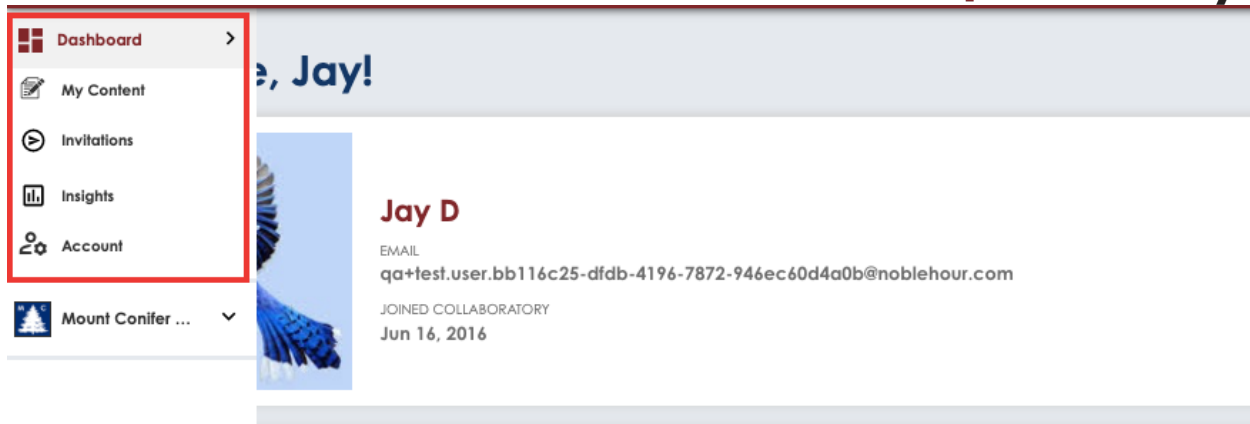 Dashboard
My Content
Invitations
Insights
Account
Mount Conifer ...
M C
e, Jay!
Jay D
EMAIL
qa+test.user.bb116c25-dfdb-4196-7872-946ec60d4a0b@noblehour.com
JOINED COLLABORATORY
Jun 16, 2016